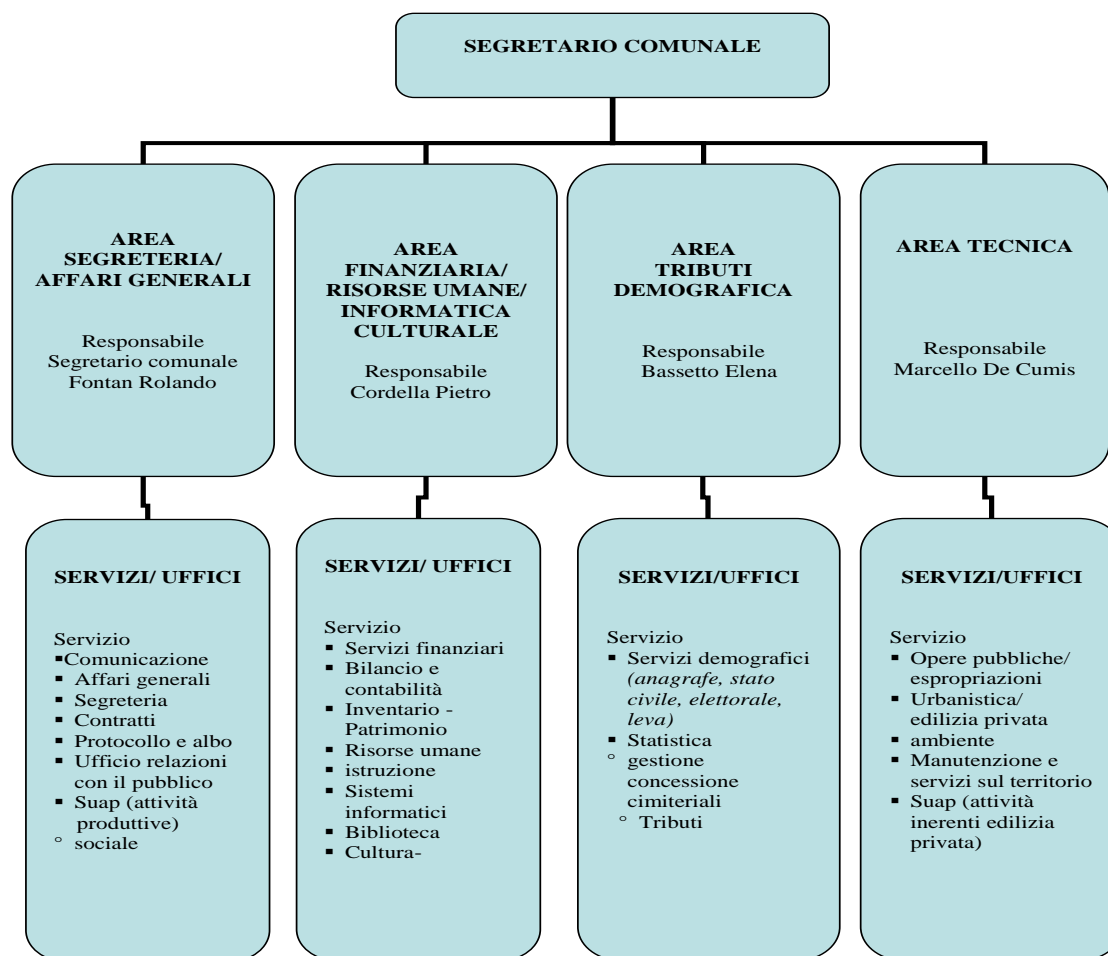 SEGRETARIO COMUNALE
AREA
SEGRETERIA/
AFFARI GENERALI
Responsabile
Segretario comunale
Fontan Rolando
AREA
FINANZIARIA/
RISORSE UMANE/
INFORMATICA
CULTURALE
Responsabile
Cordella Pietro
AREA
TRIBUTI
DEMOGRAFICA
Responsabile
Bassetto Elena
AREA TECNICA
Responsabile
Marcello De Cumis
SERVIZI/ UFFICI
Servizio
▪Comunicazione
▪ Affari generali
▪ Segreteria
▪ Contratti
▪ Protocollo e albo
▪ Ufficio relazioni
con il pubblico
▪ Suap (attività
produttive)
° sociale
SERVIZI/ UFFICI
Servizio
▪ Servizi finanziari
▪ Bilancio e
contabilità
▪ Inventario -
Patrimonio
▪ Risorse umane
▪ istruzione
▪ Sistemi
informatici
▪ Biblioteca
▪ Cultura-
SERVIZI/UFFICI
Servizio
▪ Servizi demografici
(anagrafe, stato
civile, elettorale,
leva)
▪ Statistica
° gestione
concessione
cimiteriali
° Tributi
SERVIZI/UFFICI
Servizio
▪ Opere pubbliche/
espropriazioni
▪ Urbanistica/
edilizia privata
▪ ambiente
▪ Manutenzione e
servizi sul territorio
▪ Suap (attività
inerenti edilizia
privata)